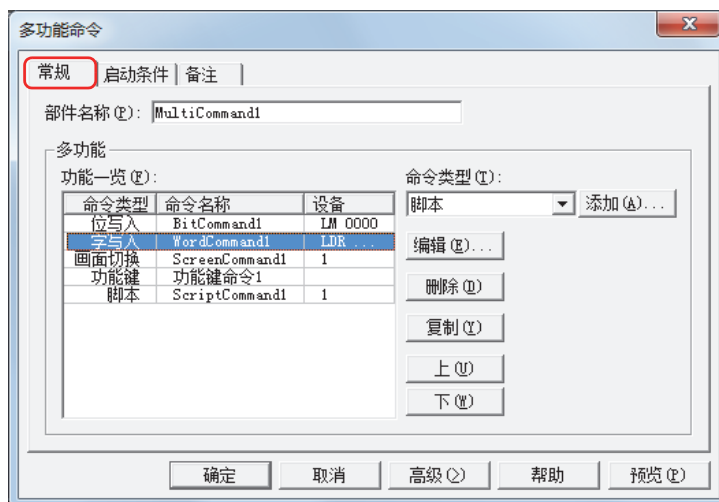 多功能命令
常规 启动条件 备注
部件名称(P): MultiCommand1
多功能
功能一览(F): 命令类型(T):
命令类型 命令名称 设备 脚本 添加(A)...
位写入 BitCommand1 LM 0000
字写入 WordCommand1 LDR ... 编辑(E)...
画面切换 ScreenCommand1 1
功能键 功能键命令1 删除(D)
脚本 ScriptCommand1 1
复制(Y)
上(U)
下(W)
确定 取消 高级(>) 帮助 预览(P)